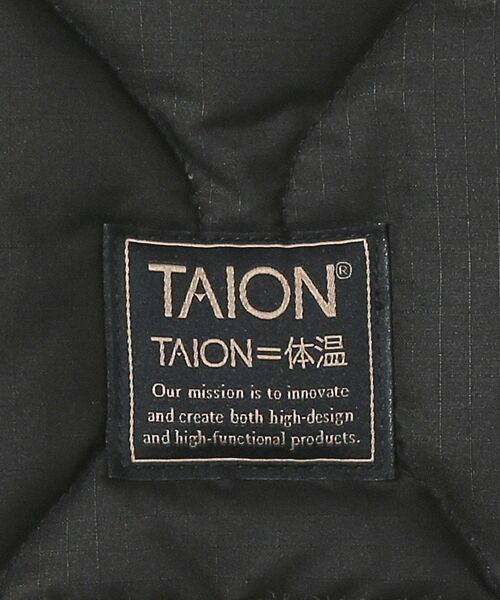 TAION®
TAION=体温
Our mission is to innovate
and create both high-design
and high-functional products.